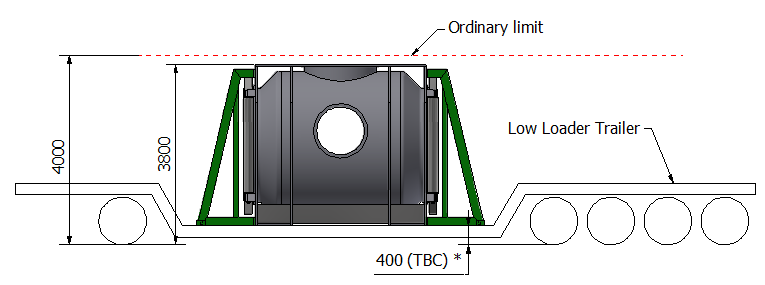 Ordinary limit
4000
3800
Low Loader Trailer
400 (TBC) *